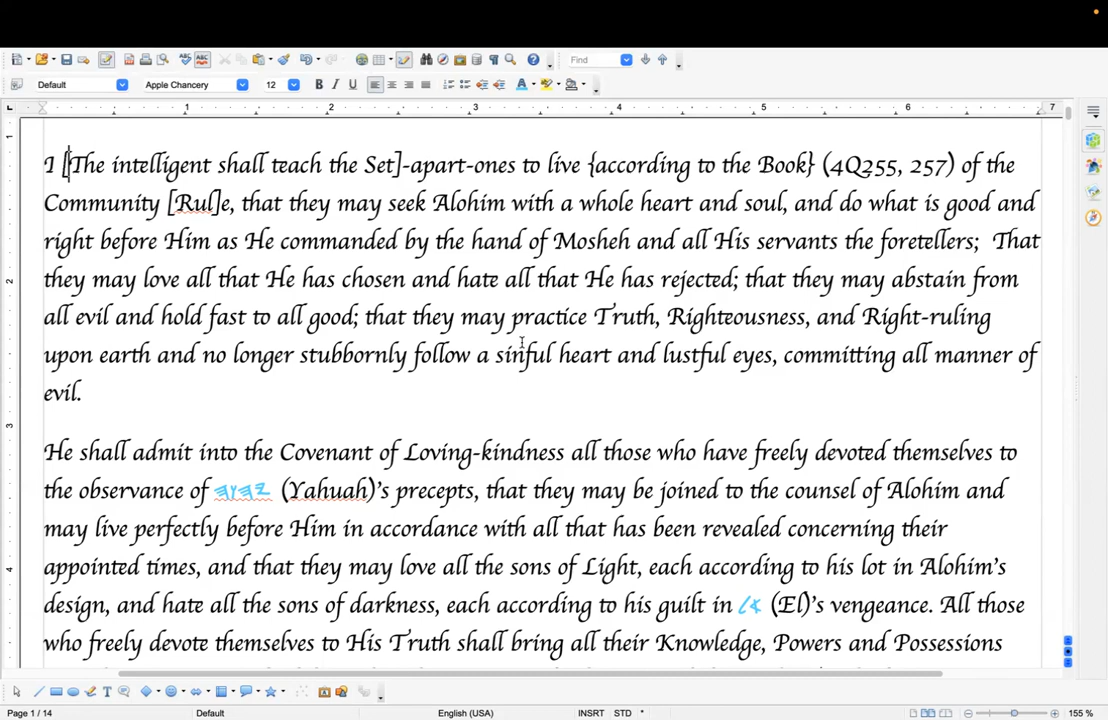 Find
Default
Apple Chancery
12
1 2 3 4 5 6 7
I [The intelligent shall teach the Set]-apart-ones to live {according to the Book} (4Q255, 257) of the
Community [Rul]e, that they may seek Alohim with a whole heart and soul, and do what is good and
right before Him as He commanded by the hand of Mosheh and all His servants the foretellers;  That
they may love all that He has chosen and hate all that He has rejected; that they may abstain from
all evil and hold fast to all good; that they may practice Truth, Righteousness, and Right-ruling
upon earth and no longer stubbornly follow a sinful heart and lustful eyes, committing all manner of
evil.
He shall admit into the Covenant of Loving-kindness all those who have freely devoted themselves to
the observance of 𐤉𐤄𐤅𐤄 (Yahuah)'s precepts, that they may be joined to the counsel of Alohim and
may live perfectly before Him in accordance with all that has been revealed concerning their
appointed times, and that they may love all the sons of Light, each according to his lot in Alohim's
design, and hate all the sons of darkness, each according to his guilt in 𐤀𐤋 (El)'s vengeance. All those
who freely devote themselves to His Truth shall bring all their Knowledge, Powers and Possessions
Page 1 / 14
Default
English (USA)
INSRT
STD
*
155 %